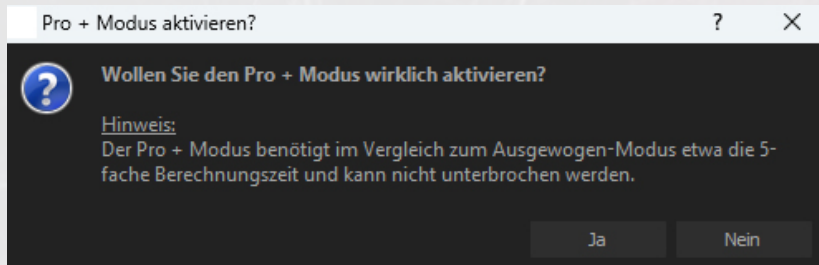 Pro + Modus aktivieren?
Wollen Sie den Pro + Modus wirklich aktivieren?
Hinweis:
Der Pro + Modus benötigt im Vergleich zum Ausgewogen-Modus etwa die 5-
fache Berechnungszeit und kann nicht unterbrochen werden.
Ja Nein